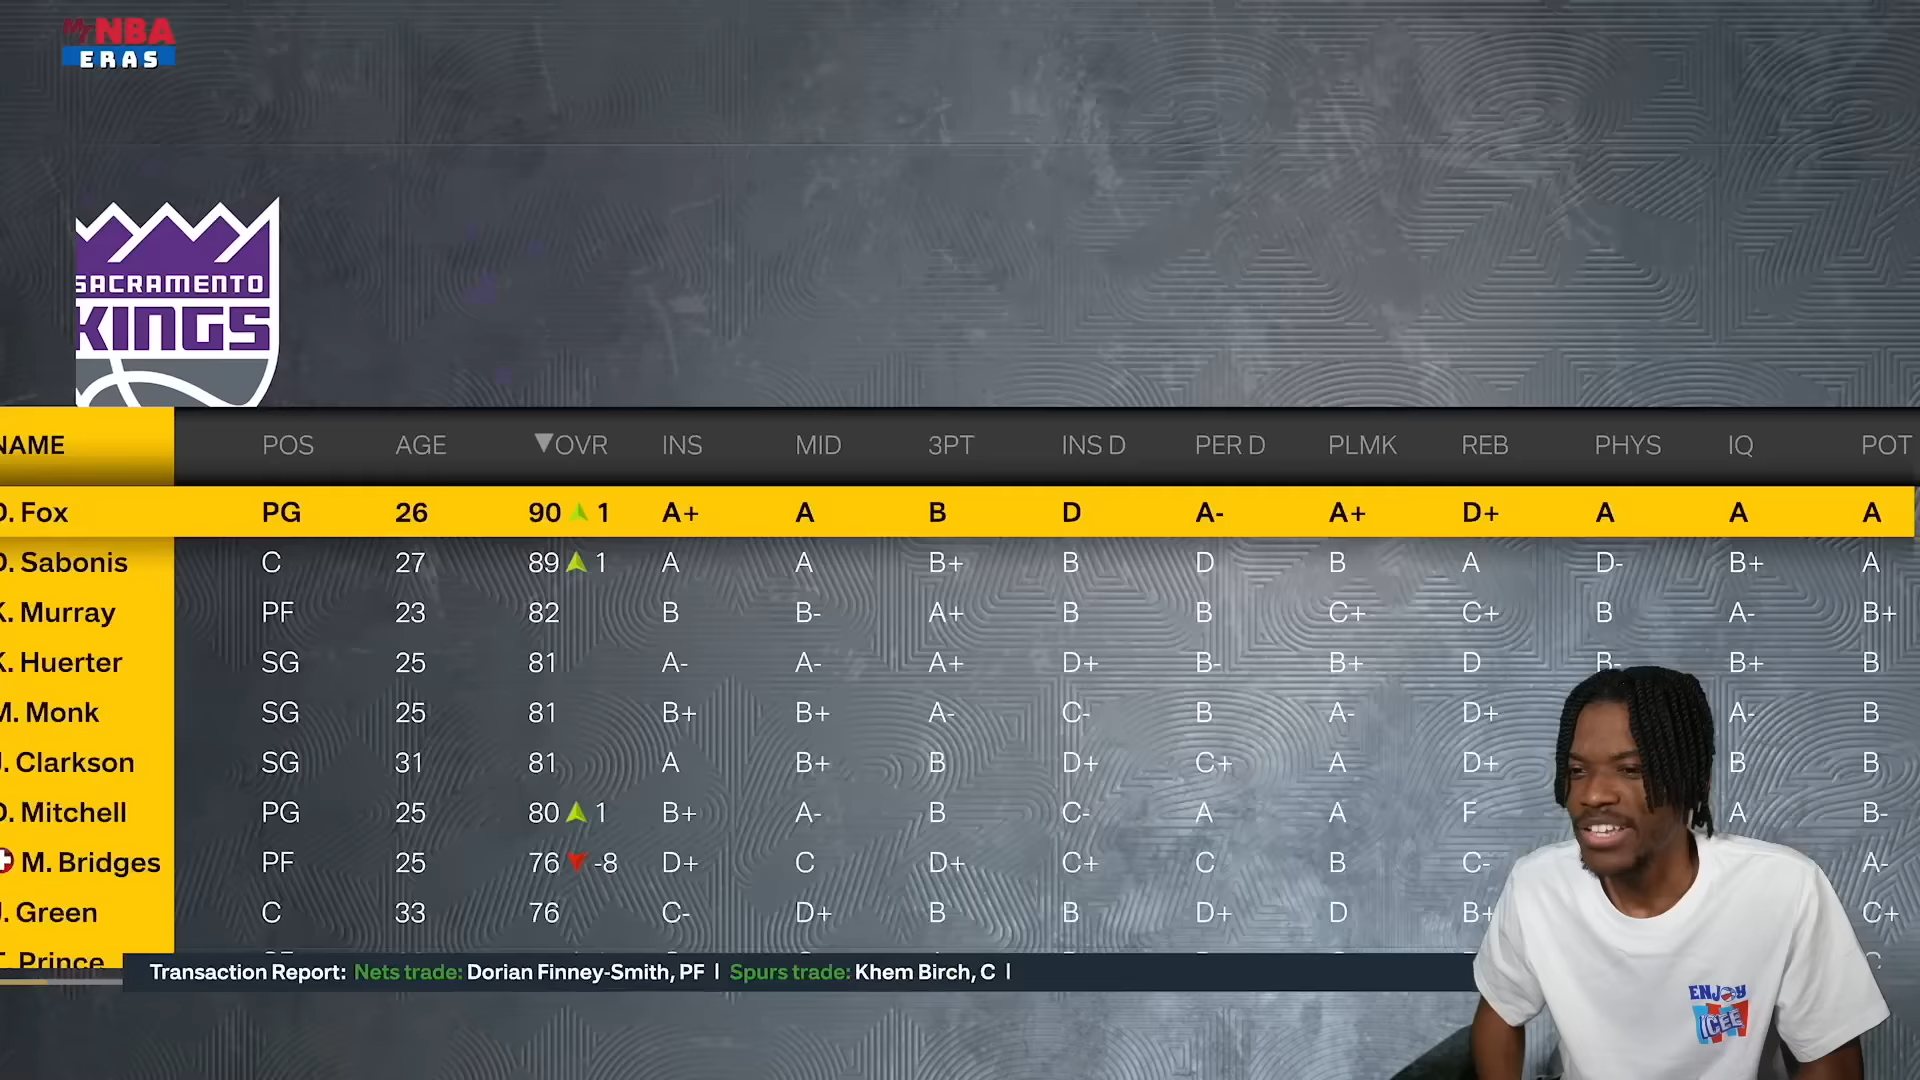 My NBA
ERAS
SACRAMENTO
KINGS
NAME POS AGE ▼OVR INS MID 3PT INS D PER D PLMK REB PHYS IQ POT
D. Fox PG 26 90 1 A+ A B D A- A+ D+ A A A
D. Sabonis C 27 89 1 A A B+ B D B A D- B+ A
K. Murray PF 23 82 B B- A+ B B C+ C+ B A- B+
K. Huerter SG 25 81 A- A- A+ D+ B- B+ D B- B+ B
M. Monk SG 25 81 B+ B+ A- C- B A- D+ A- B
J. Clarkson SG 31 81 A B+ B D+ C+ A D+ B B
D. Mitchell PG 25 80 1 B+ A- B C- A A F A B-
M. Bridges PF 25 76 -8 D+ C D+ C+ C B C- A-
J. Green C 33 76 C- D+ B B D+ D B+ C+
T. Prince
Transaction Report: Nets trade: Dorian Finney-Smith, PF | Spurs trade: Khem Birch, C |
ENJOY
ICEE